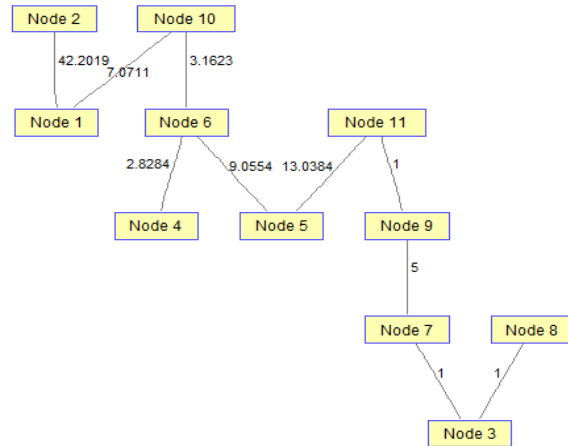 Node 2
Node 10
42.2019
7.0711
3.1623
Node 1
Node 6
Node 11
2.8284
9.0554
13.0384
1
Node 4
Node 5
Node 9
5
Node 7
Node 8
1
1
Node 3